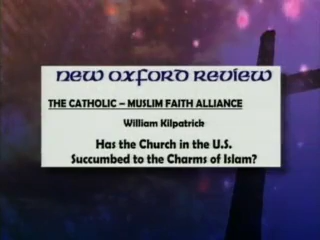 NEW OXFORD REVIEW
THE CATHOLIC – MUSLIM FAITH ALLIANCE
William Kilpatrick
Has the Church in the U.S.
Succumbed to the Charms of Islam?